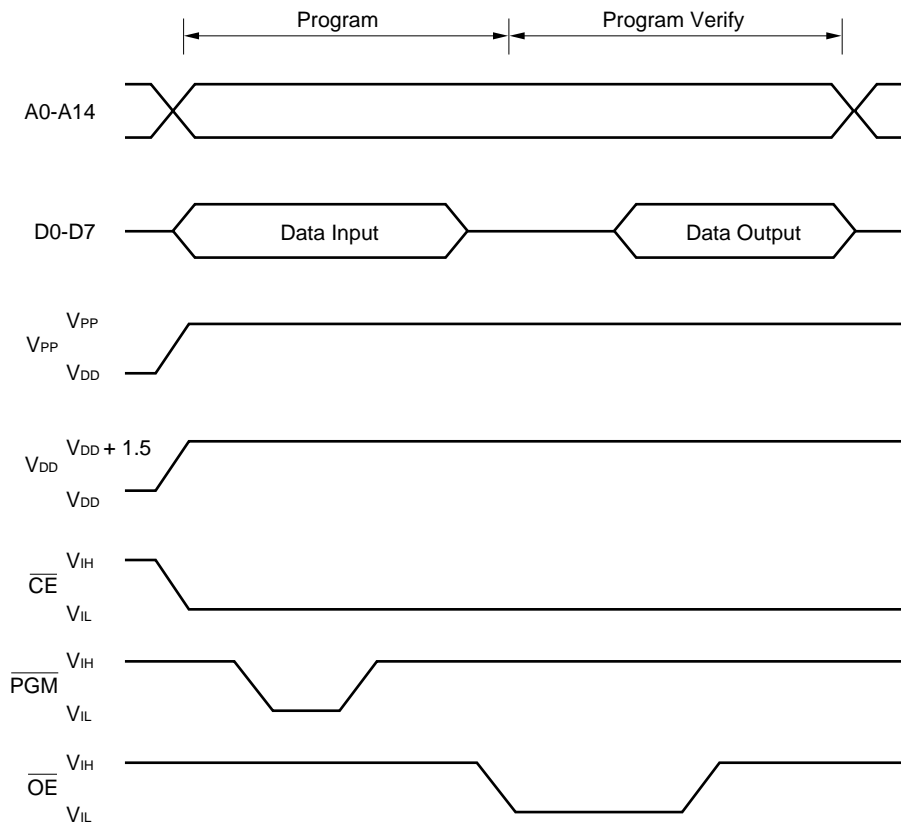 Program
Program Verify
A0-A14
D0-D7
Data Input
Data Output
VPP
VPP
VDD
VDD + 1.5
VDD
VDD
VIH
CE
VIL
VIH
PGM
VIL
VIH
OE
VIL